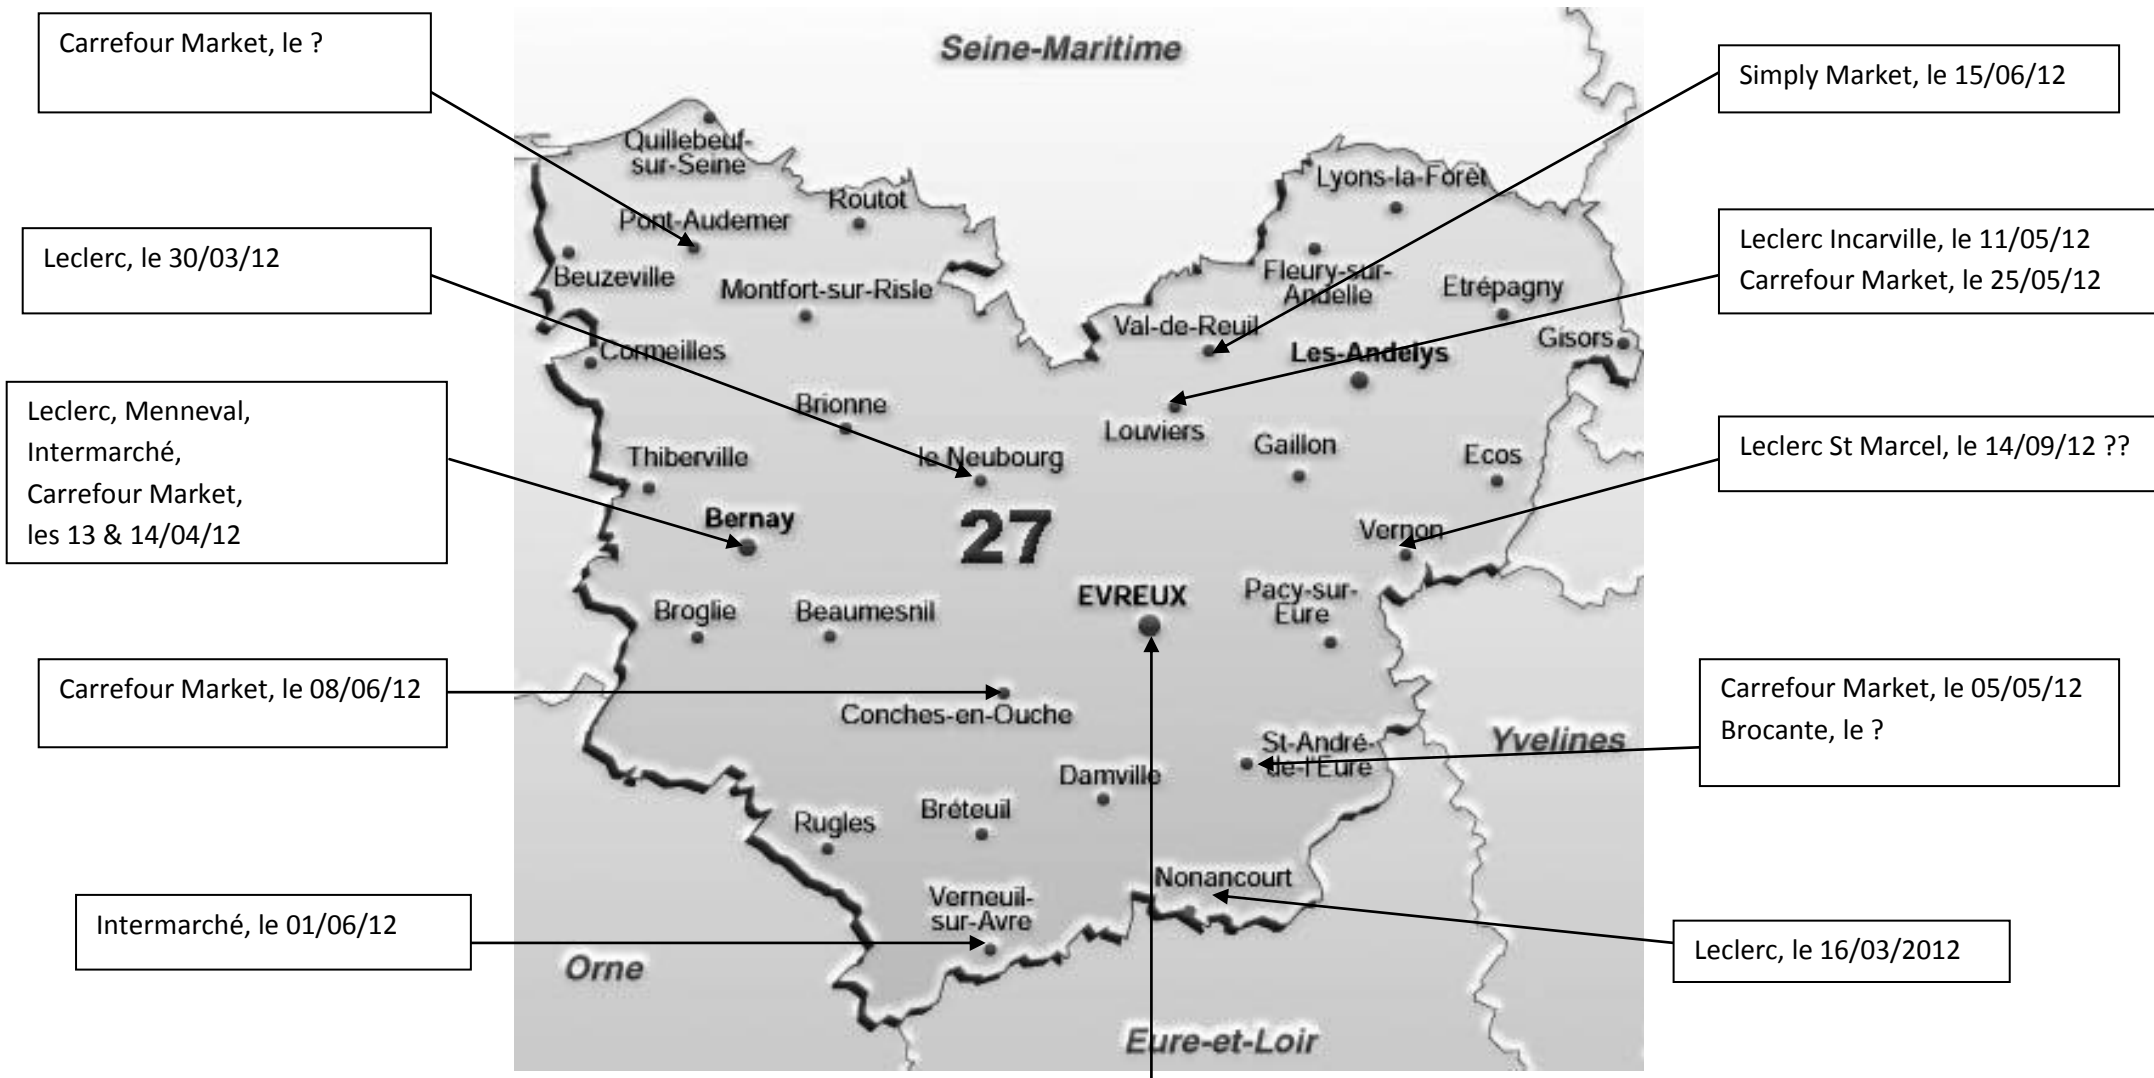 Carrefour Market, le ?
Seine-Maritime
Simply Market, le 15/06/12
Quillebeuf-
sur-Seine
Lyons-la-Forêt
Routot
Pont-Audemer
Leclerc, le 30/03/12
Leclerc Incarville, le 11/05/12
Carrefour Market, le 25/05/12
Beuzeville
Fleury-sur-
Andelle
Montfort-sur-Risle
Etrépagny
Val-de-Reuil
Gisors
Cormeilles
Les-Andelys
Leclerc, Menneval,
Intermarché,
Carrefour Market,
les 13 & 14/04/12
Brionne
Louviers
Gaillon
Leclerc St Marcel, le 14/09/12 ??
Thiberville
le Neubourg
Ecos
Bernay
27
Vernon
EVREUX
Pacy-sur-
Eure
Broglie
Beaumesnil
Carrefour Market, le 08/06/12
Carrefour Market, le 05/05/12
Brocante, le ?
Conches-en-Ouche
St-André-
de-l'Eure
Yvelines
Damville
Bréteuil
Rugles
Nonancourt
Verneuil-
sur-Avre
Intermarché, le 01/06/12
Leclerc, le 16/03/2012
Orne
Eure-et-Loir